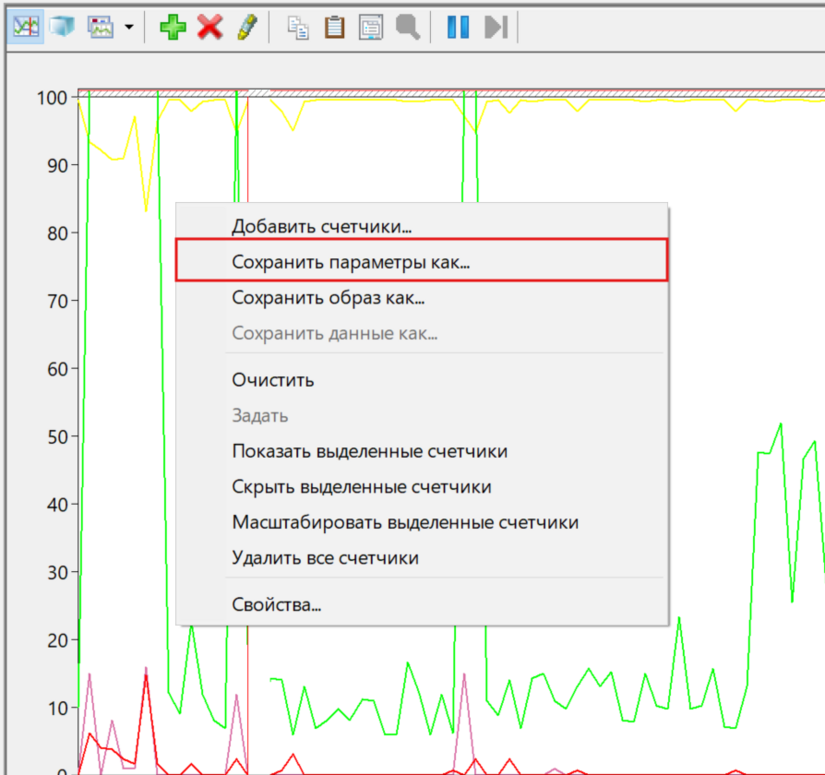 100
90
80
70
60
50
40
30
20
10
0
Добавить счетчики...
Сохранить параметры как...
Сохранить образ как...
Сохранить данные как...
Очистить
Задать
Показать выделенные счетчики
Скрыть выделенные счетчики
Масштабировать выделенные счетчики
Удалить все счетчики
Свойства...